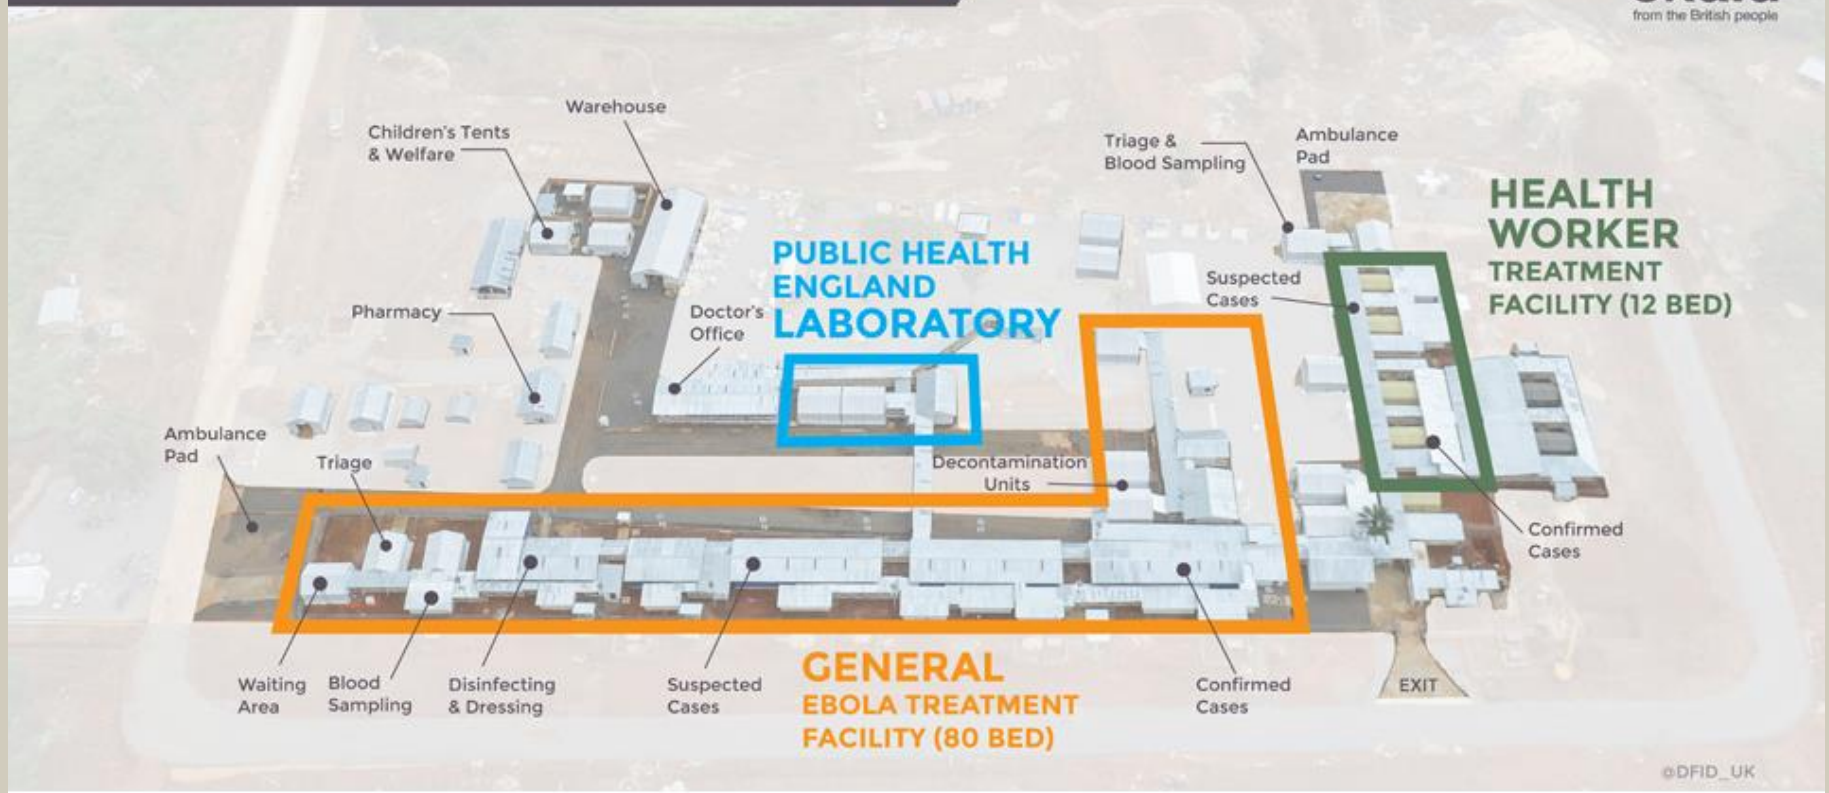 from the British people
Warehouse
Children's Tents
& Welfare
Triage &
Blood Sampling
Ambulance
Pad
HEALTH
WORKER
TREATMENT
FACILITY (12 BED)
PUBLIC HEALTH
ENGLAND
LABORATORY
Suspected
Cases
Pharmacy
Doctor's
Office
Ambulance
Pad
Triage
Decontamination
Units
Confirmed
Cases
Waiting
Area
Blood
Sampling
Disinfecting
& Dressing
Suspected
Cases
GENERAL
EBOLA TREATMENT
FACILITY (80 BED)
Confirmed
Cases
EXIT
@DFID_UK